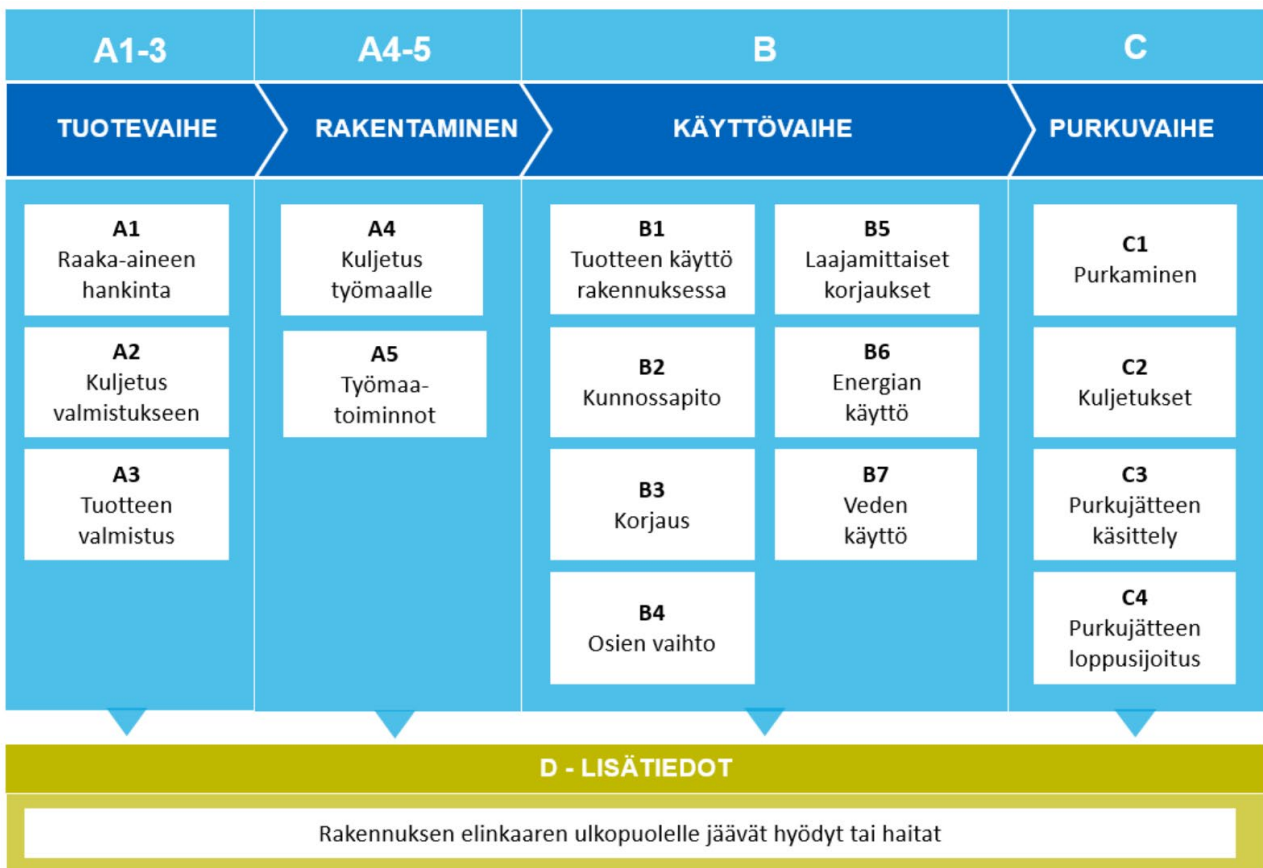 A1-3
A4-5
B
C
TUOTEVAIHE
RAKENTAMINEN
KÄYTTÖVAIHE
PURKUVAIHE
A1
Raaka-aineen
hankinta
A2
Kuljetus
valmistukseen
A3
Tuotteen
valmistus
A4
Kuljetus
työmaalle
A5
Työmaa-
toiminnot
B1
Tuotteen käyttö
rakennuksessa
B2
Kunnossapito
B3
Korjaus
B4
Osien vaihto
B5
Laajamittaiset
korjaukset
B6
Energian
käyttö
B7
Veden
käyttö
C1
Purkaminen
C2
Kuljetukset
C3
Purkujätteen
käsittely
C4
Purkujätteen
loppusijoitus
D - LISÄTIEDOT
Rakennuksen elinkaaren ulkopuolelle jäävät hyödyt tai haitat